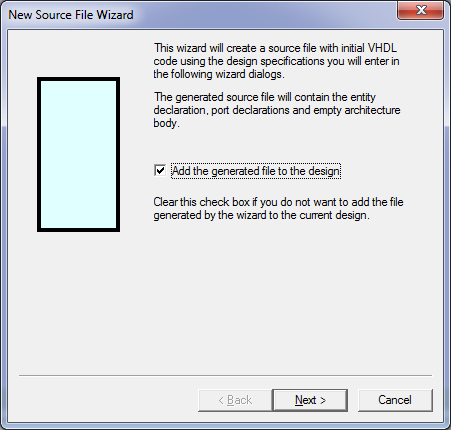 New Source File Wizard
This wizard will create a source file with initial VHDL
code using the design specifications you will enter in
the following wizard dialogs.
The generated source file will contain the entity
declaration, port declarations and empty architecture
body.
Add the generated file to the design
Clear this check box if you do not want to add the file
generated by the wizard to the current design.
< Back
Next >
Cancel